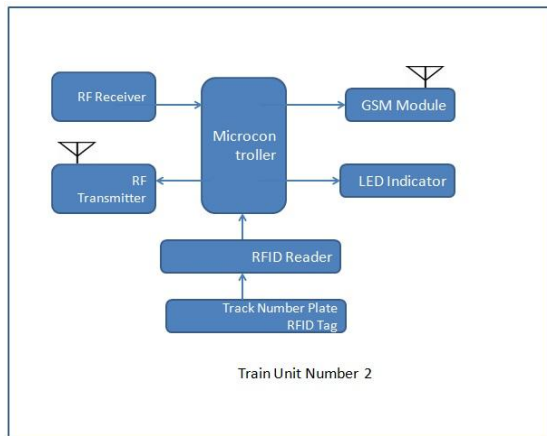 RF Receiver
GSM Module
Microcon
troller
RF
Transmitter
LED Indicator
RFID Reader
Track Number Plate
RFID Tag
Train Unit Number 2